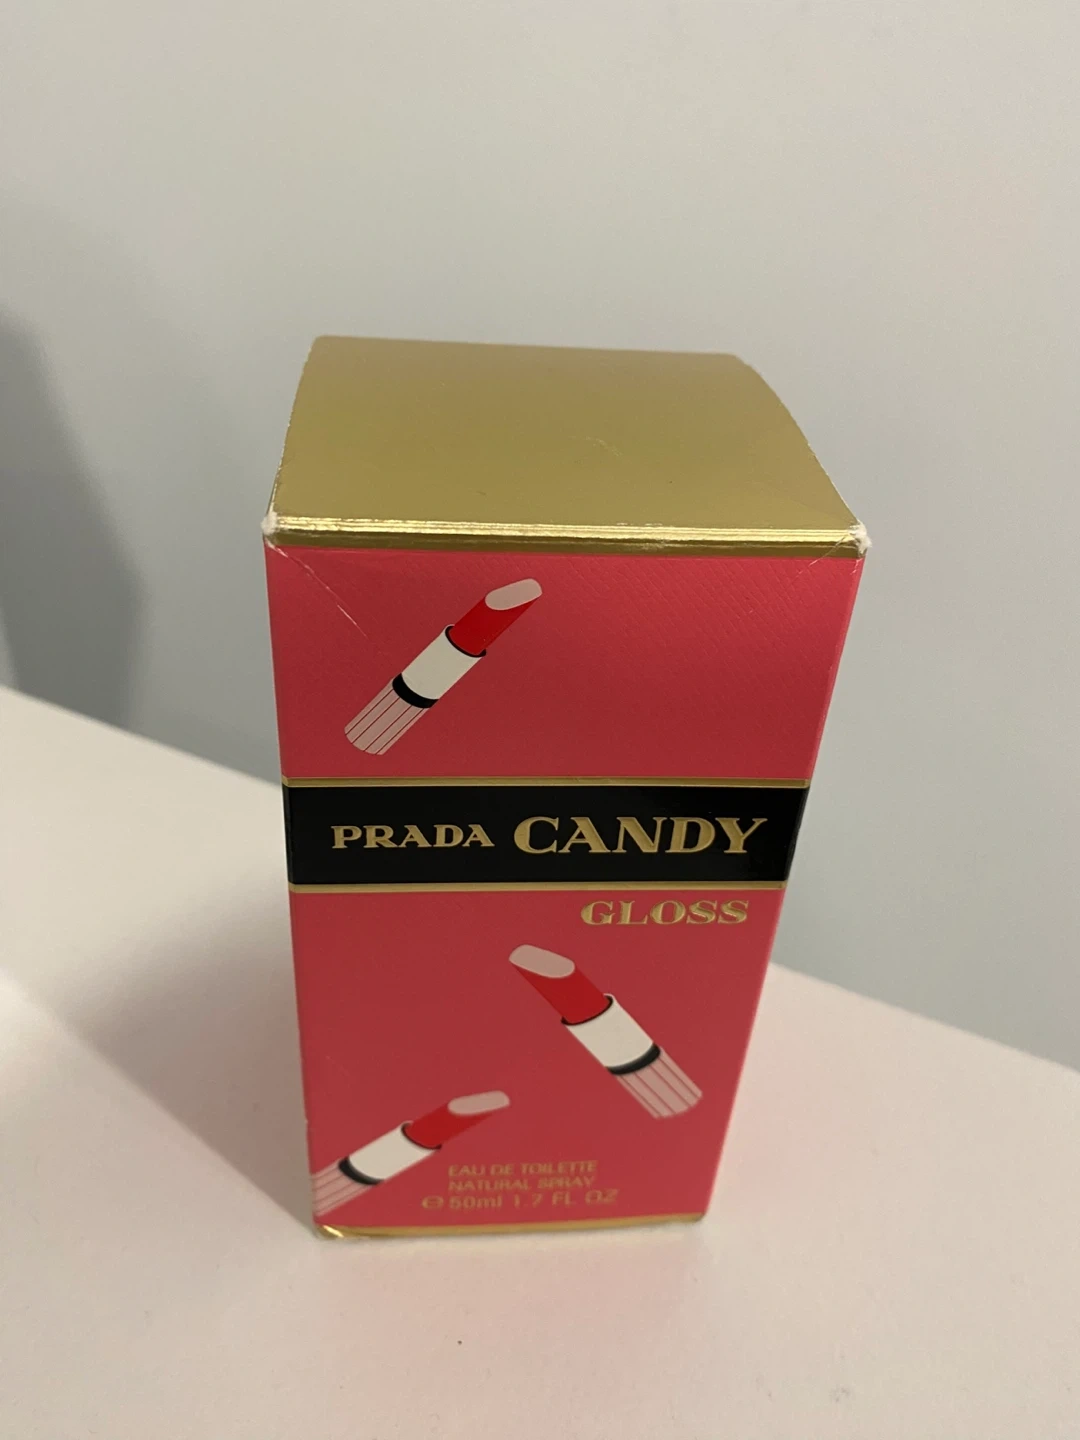 PRADA CANDY
GLOSS
EAU DE TOILETTE
NATURAL SPRAY
℮ 50ml 1.7 FL. OZ